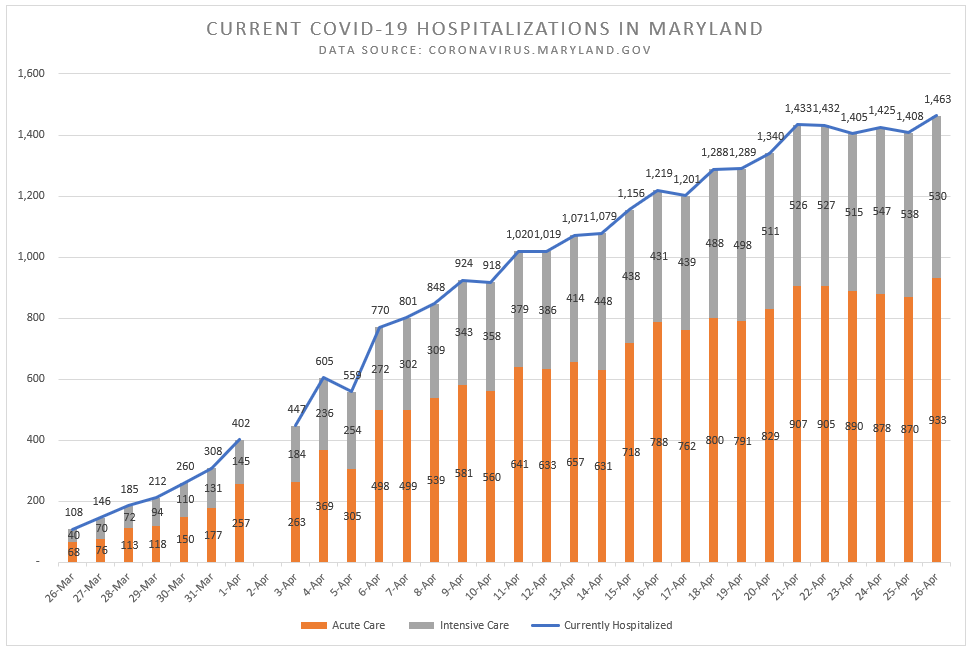 CURRENT COVID-19 HOSPITALIZATIONS IN MARYLAND
DATA SOURCE: CORONAVIRUS.MARYLAND.GOV
1,600
1,400
1,200
1,000
800
600
400
200
-
108 146 185 212 260 308 402 447 605 559 770 801 848 924 918 1,020 1,019 1,071 1,079 1,156 1,219 1,201 1,288 1,289 1,340 1,433 1,432 1,405 1,425 1,408 1,463
40 70 72 94 110 131 145 184 236 254 272 302 309 343 358 379 386 414 448 438 431 439 488 498 511 526 527 515 547 538 530
68 76 113 118 150 177 257 263 369 305 498 499 539 581 560 641 633 657 631 718 788 762 800 791 829 907 905 890 878 870 933
26-Mar 27-Mar 28-Mar 29-Mar 30-Mar 31-Mar 1-Apr 2-Apr 3-Apr 4-Apr 5-Apr 6-Apr 7-Apr 8-Apr 9-Apr 10-Apr 11-Apr 12-Apr 13-Apr 14-Apr 15-Apr 16-Apr 17-Apr 18-Apr 19-Apr 20-Apr 21-Apr 22-Apr 23-Apr 24-Apr 25-Apr 26-Apr
Acute Care Intensive Care Currently Hospitalized